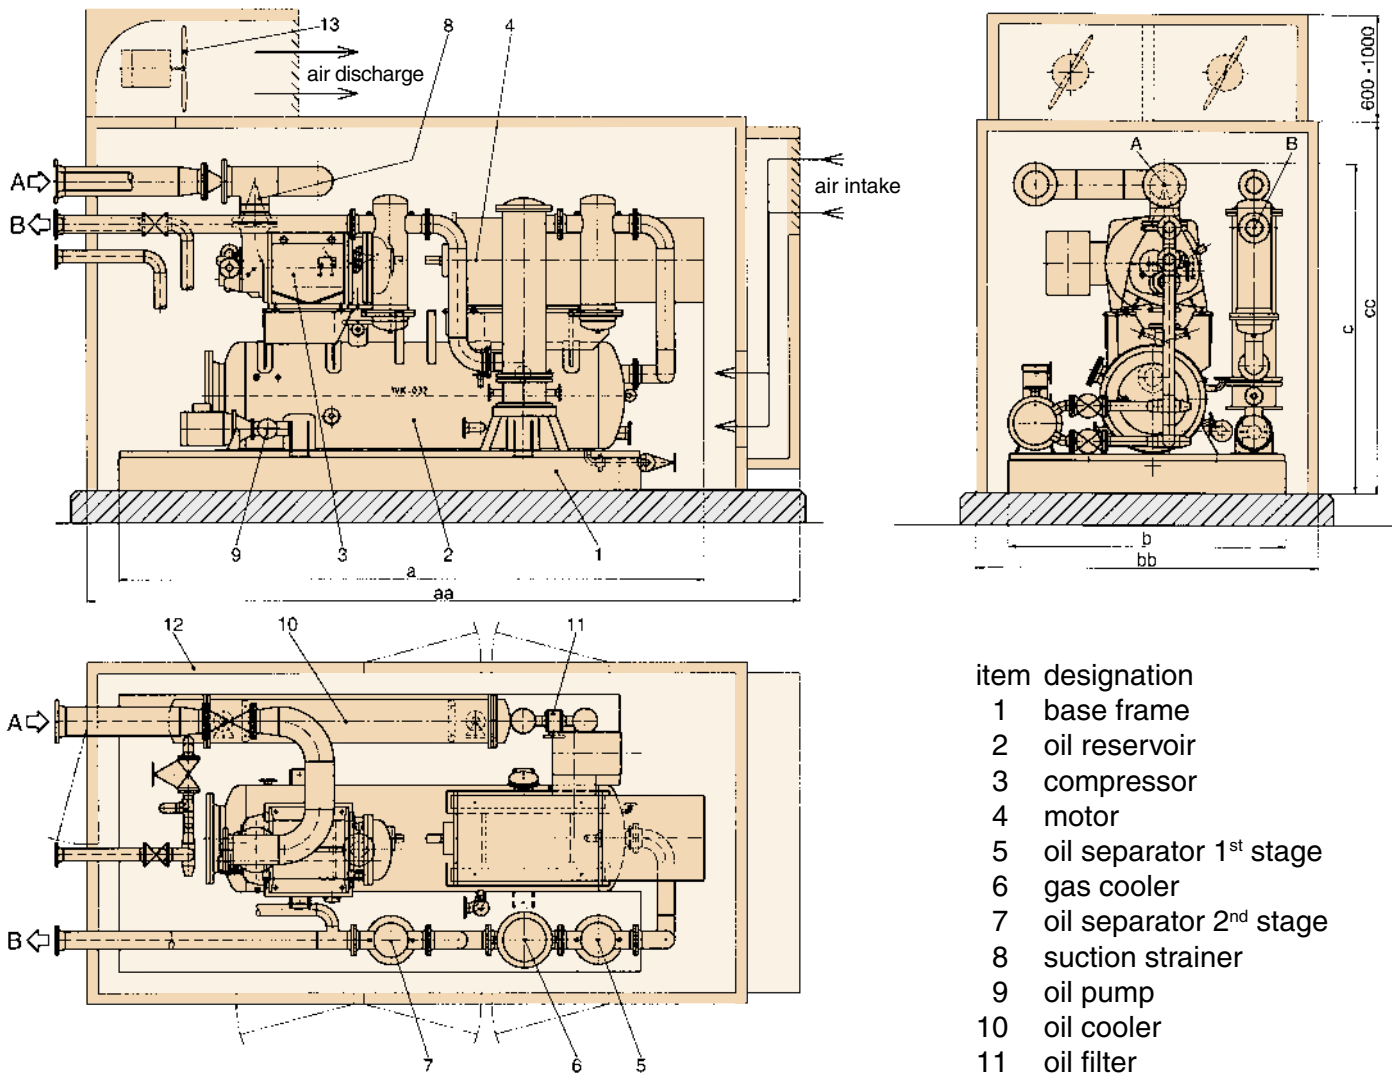 13
8
4
air discharge
A
B
air intake
YVK - 032
9
3
2
1
a
aa
600 -1000
A
B
c
cc
b
bb
12
10
11
A
B
7
6
5
item designation
1 base frame
2 oil reservoir
3 compressor
4 motor
5 oil separator 1st stage
6 gas cooler
7 oil separator 2nd stage
8 suction strainer
9 oil pump
10 oil cooler
11 oil filter